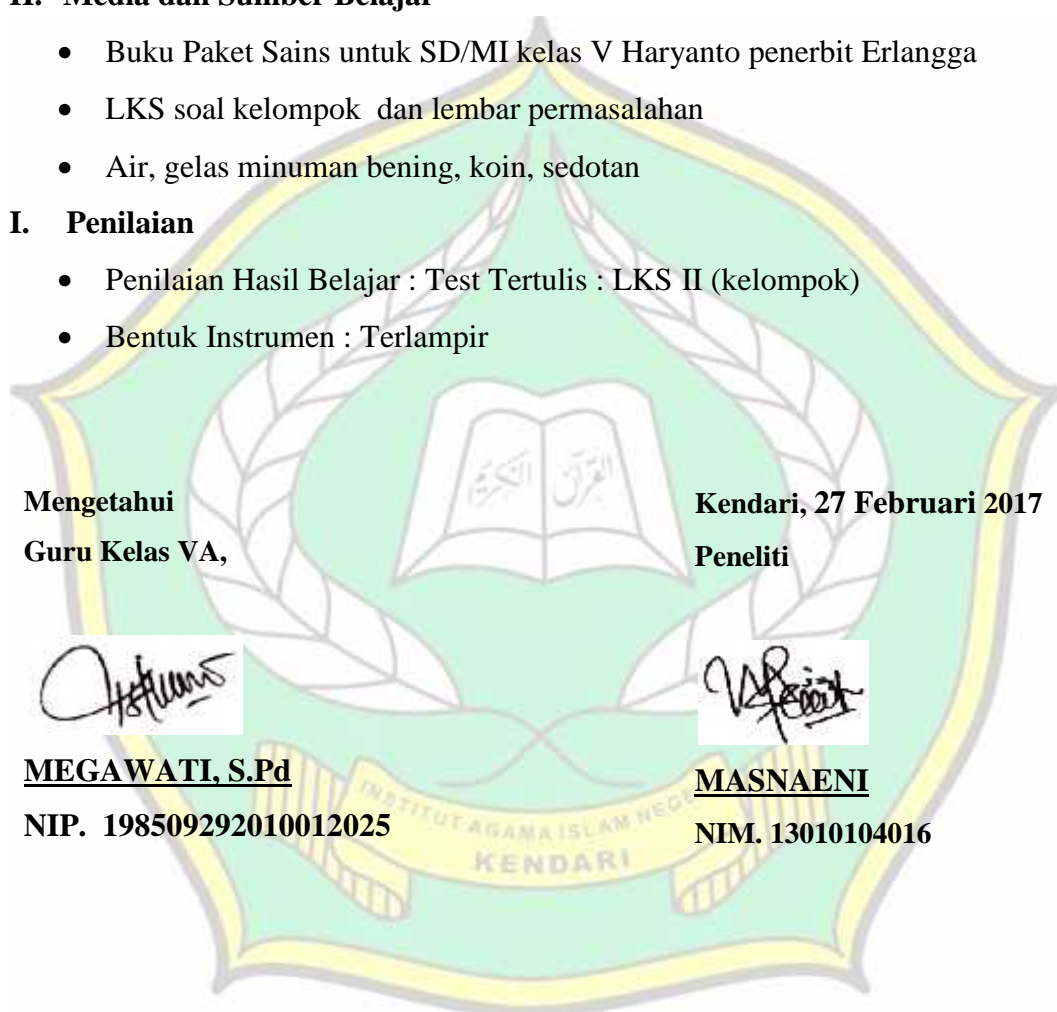 H. Media dan Sumber Belajar
• Buku Paket Sains untuk SD/MI kelas V Haryanto penerbit Erlangga
• LKS soal kelompok dan lembar permasalahan
• Air, gelas minuman bening, koin, sedotan
I. Penilaian
• Penilaian Hasil Belajar : Test Tertulis : LKS II (kelompok)
• Bentuk Instrumen : Terlampir
القرآن الكريم
Mengetahui
Guru Kelas VA,
MEGAWATI, S.Pd
NIP. 198509292010012025
Kendari, 27 Februari 2017
Peneliti
MASNAENI
NIM. 13010104016
INSTITUT AGAMA ISLAM NEGERI
KENDARI